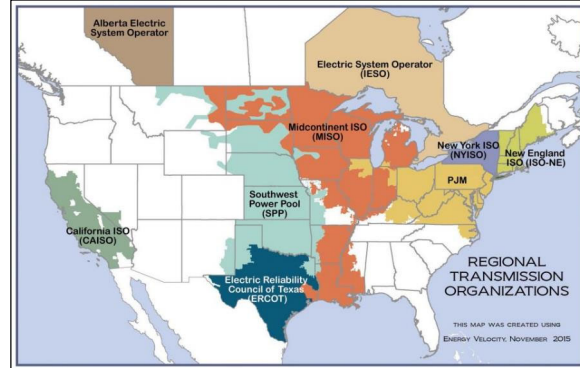 Alberta Electric
System Operator
Electric System Operator
(IESO)
Midcontinent ISO
(MISO)
New York ISO
(NYISO)
New England
ISO (ISO-NE)
PJM
Southwest
Power Pool
(SPP)
California ISO
(CAISO)
Electric Reliability
Council of Texas
(ERCOT)
REGIONAL
TRANSMISSION
ORGANIZATIONS
THIS MAP WAS CREATED USING
ENERGY VELOCITY, NOVEMBER 2015